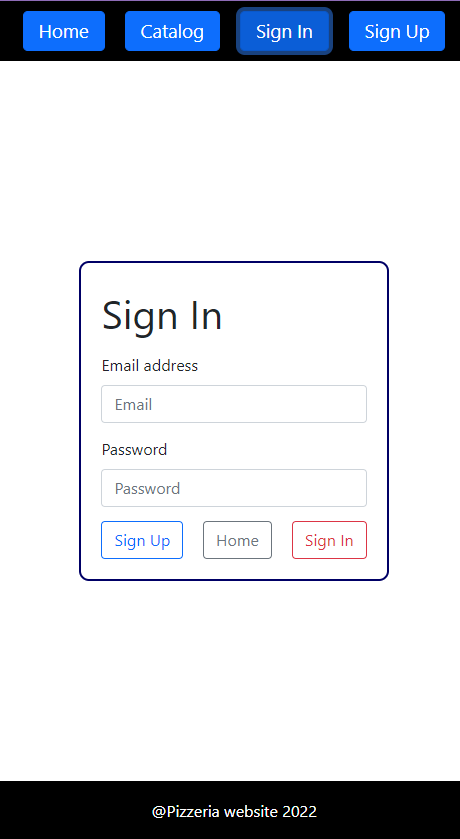 Home Catalog Sign In Sign Up
Sign In
Email address
Email
Password
Password
Sign Up Home Sign In
@Pizzeria website 2022